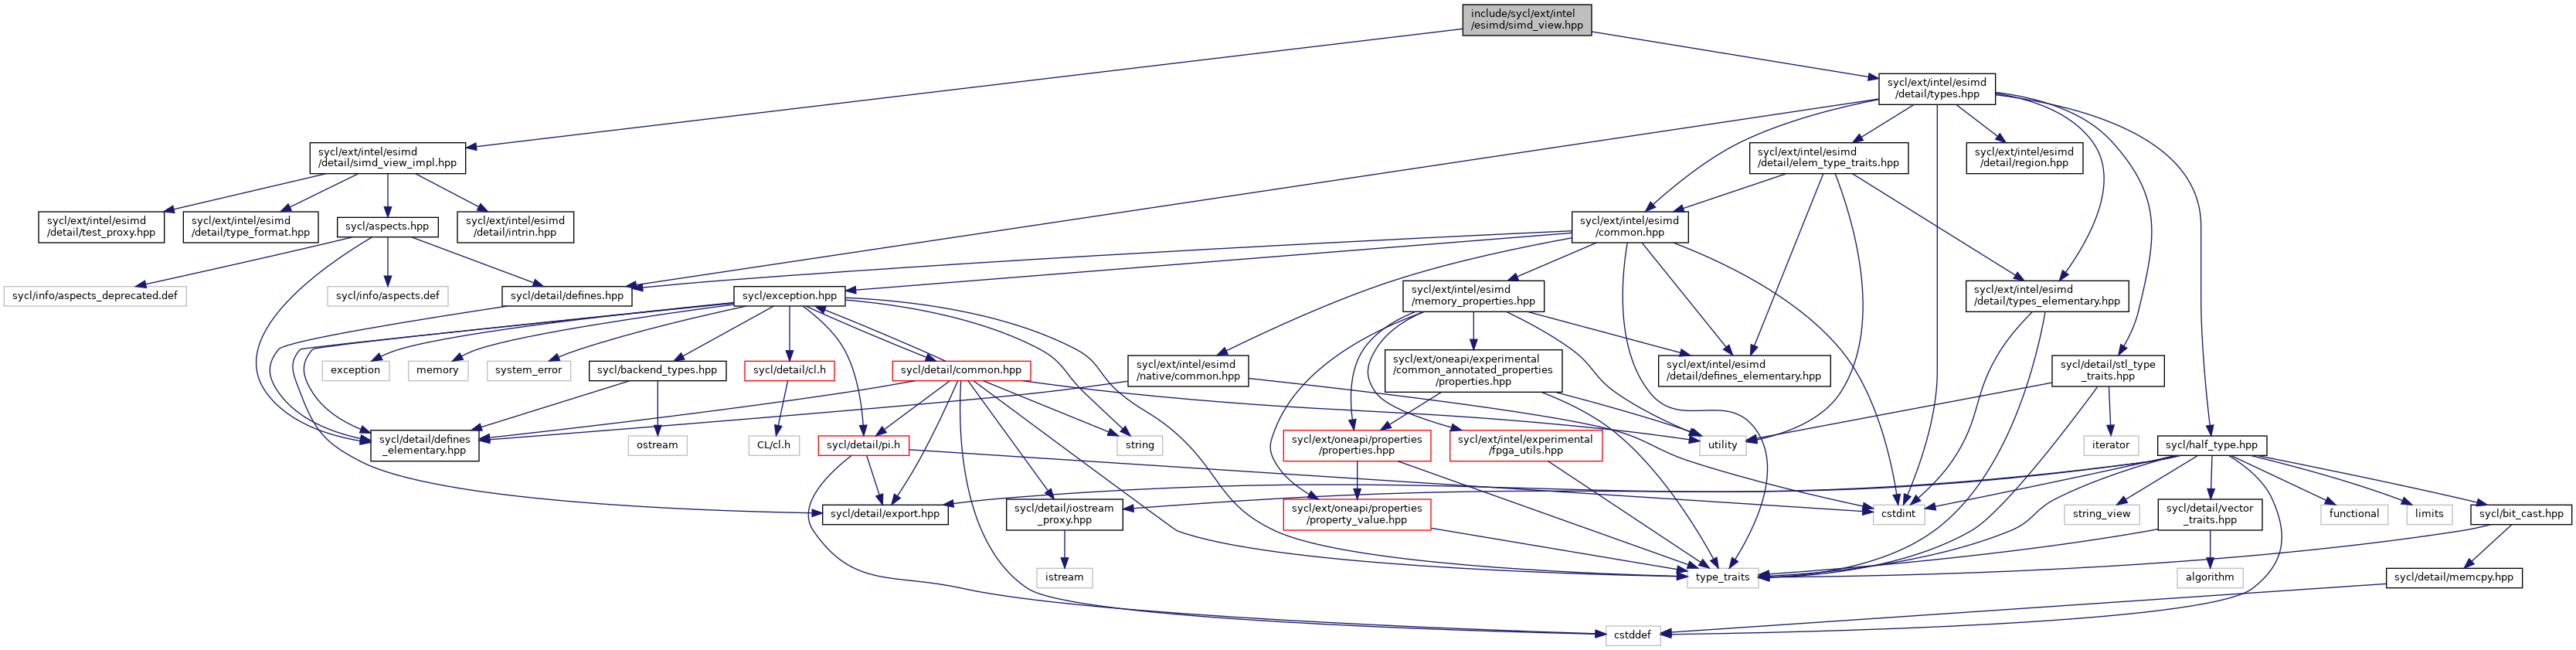 include/sycl/ext/intel
/esimd/simd_view.hpp
sycl/ext/intel/esimd
/detail/types.hpp
sycl/ext/intel/esimd
/detail/simd_view_impl.hpp
sycl/ext/intel/esimd
/detail/elem_type_traits.hpp
sycl/ext/intel/esimd
/detail/region.hpp
sycl/ext/intel/esimd
/detail/test_proxy.hpp
sycl/ext/intel/esimd
/detail/type_format.hpp
sycl/aspects.hpp
sycl/ext/intel/esimd
/detail/intrin.hpp
sycl/ext/intel/esimd
/common.hpp
sycl/info/aspects_deprecated.def
sycl/info/aspects.def
sycl/detail/defines.hpp
sycl/exception.hpp
sycl/ext/intel/esimd
/memory_properties.hpp
sycl/ext/intel/esimd
/detail/types_elementary.hpp
exception
memory
system_error
sycl/backend_types.hpp
sycl/detail/cl.h
sycl/detail/common.hpp
sycl/ext/intel/esimd
/native/common.hpp
sycl/ext/oneapi/experimental
/common_annotated_properties
/properties.hpp
sycl/ext/intel/esimd
/detail/defines_elementary.hpp
sycl/detail/stl_type
_traits.hpp
sycl/detail/defines
_elementary.hpp
ostream
CL/cl.h
sycl/detail/pi.h
string
sycl/ext/oneapi/properties
/properties.hpp
sycl/ext/intel/experimental
/fpga_utils.hpp
utility
iterator
sycl/half_type.hpp
sycl/detail/export.hpp
sycl/detail/iostream
_proxy.hpp
sycl/ext/oneapi/properties
/property_value.hpp
cstdint
string_view
sycl/detail/vector
_traits.hpp
functional
limits
sycl/bit_cast.hpp
istream
type_traits
algorithm
sycl/detail/memcpy.hpp
cstddef